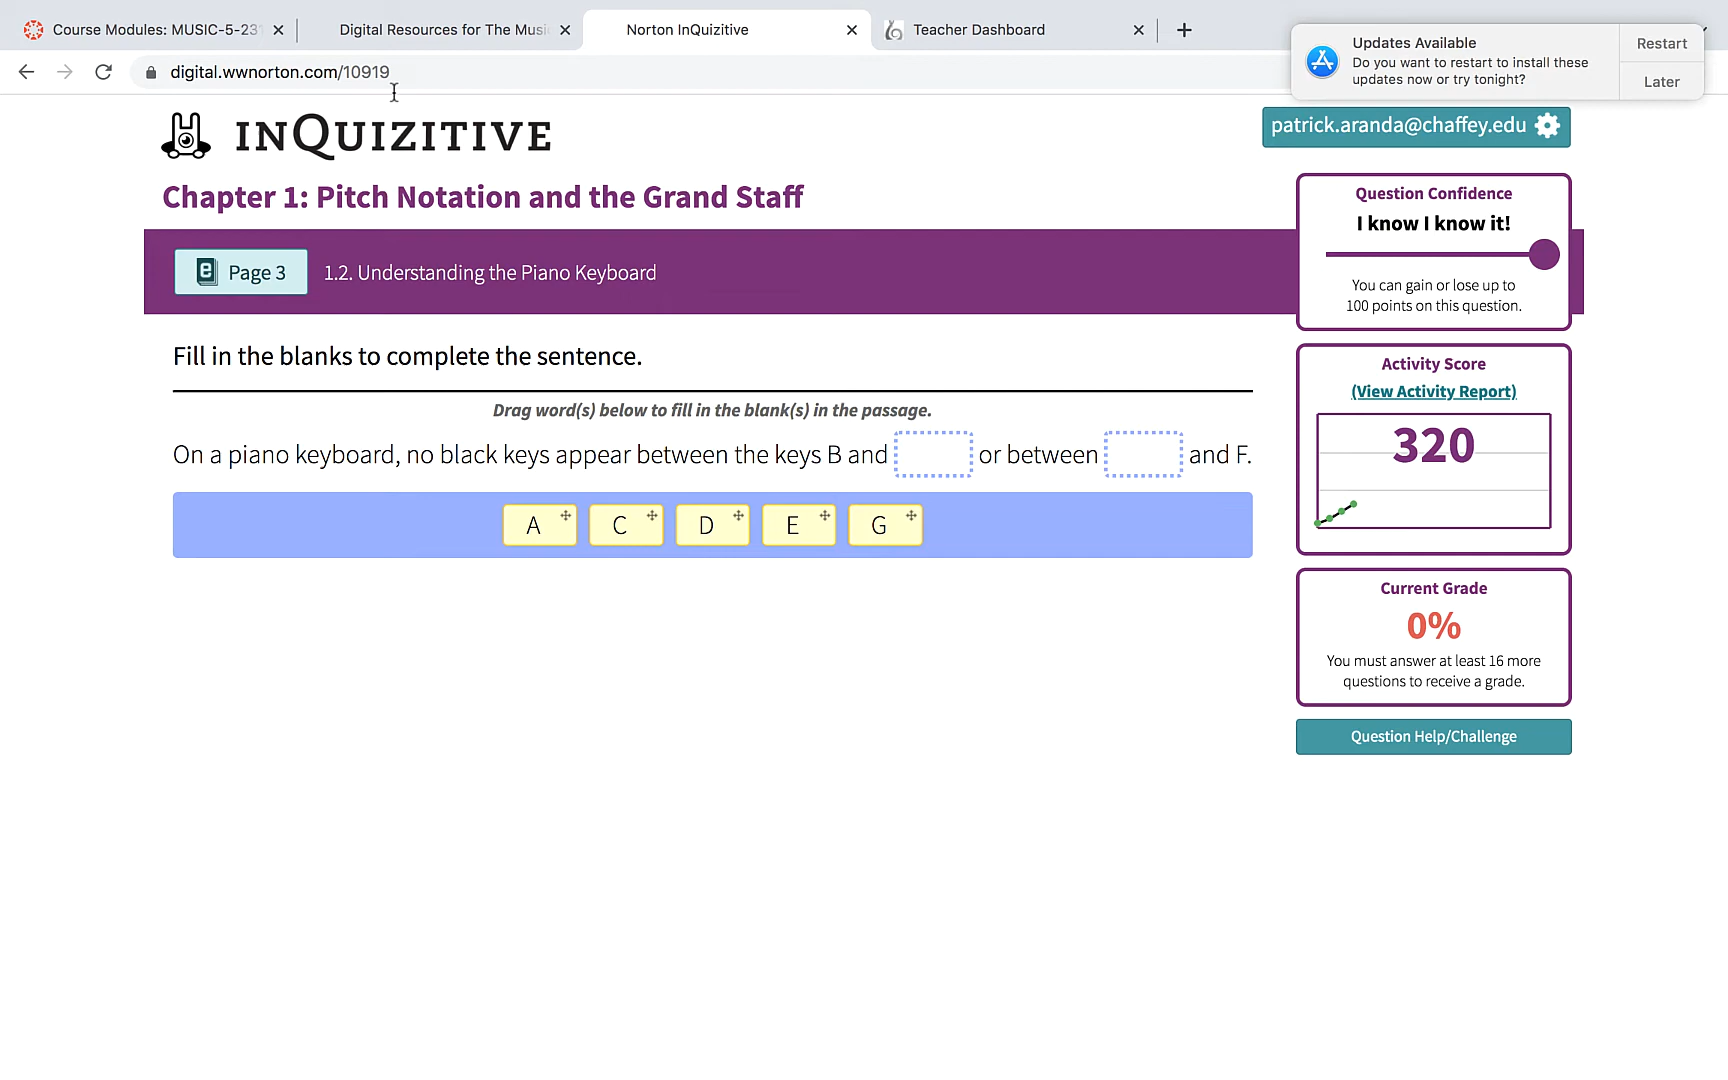 Course Modules: MUSIC-5-231
Digital Resources for The Musi
Norton InQuizitive
Teacher Dashboard
digital.wwnorton.com/10919
Updates Available
Do you want to restart to install these
updates now or try tonight?
Restart
Later
INQUIZITIVE
patrick.aranda@chaffey.edu
Chapter 1: Pitch Notation and the Grand Staff
Page 3
1.2. Understanding the Piano Keyboard
Question Confidence
I know I know it!
You can gain or lose up to
100 points on this question.
Fill in the blanks to complete the sentence.
Drag word(s) below to fill in the blank(s) in the passage.
On a piano keyboard, no black keys appear between the keys B and or between and F.
A C D E G
Activity Score
(View Activity Report)
320
Current Grade
0%
You must answer at least 16 more
questions to receive a grade.
Question Help/Challenge